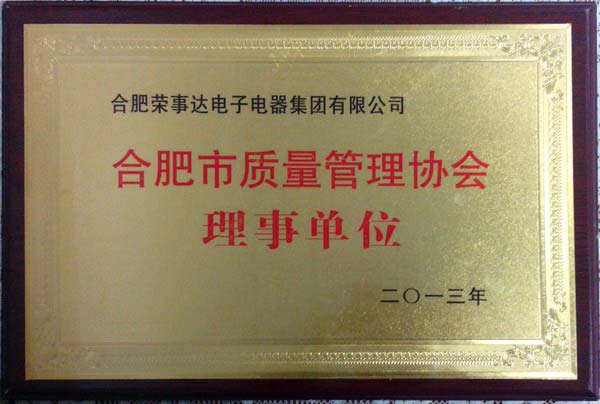 合肥荣事达电子电器集团有限公司
合肥市质量管理协会
理事单位
二〇一三年